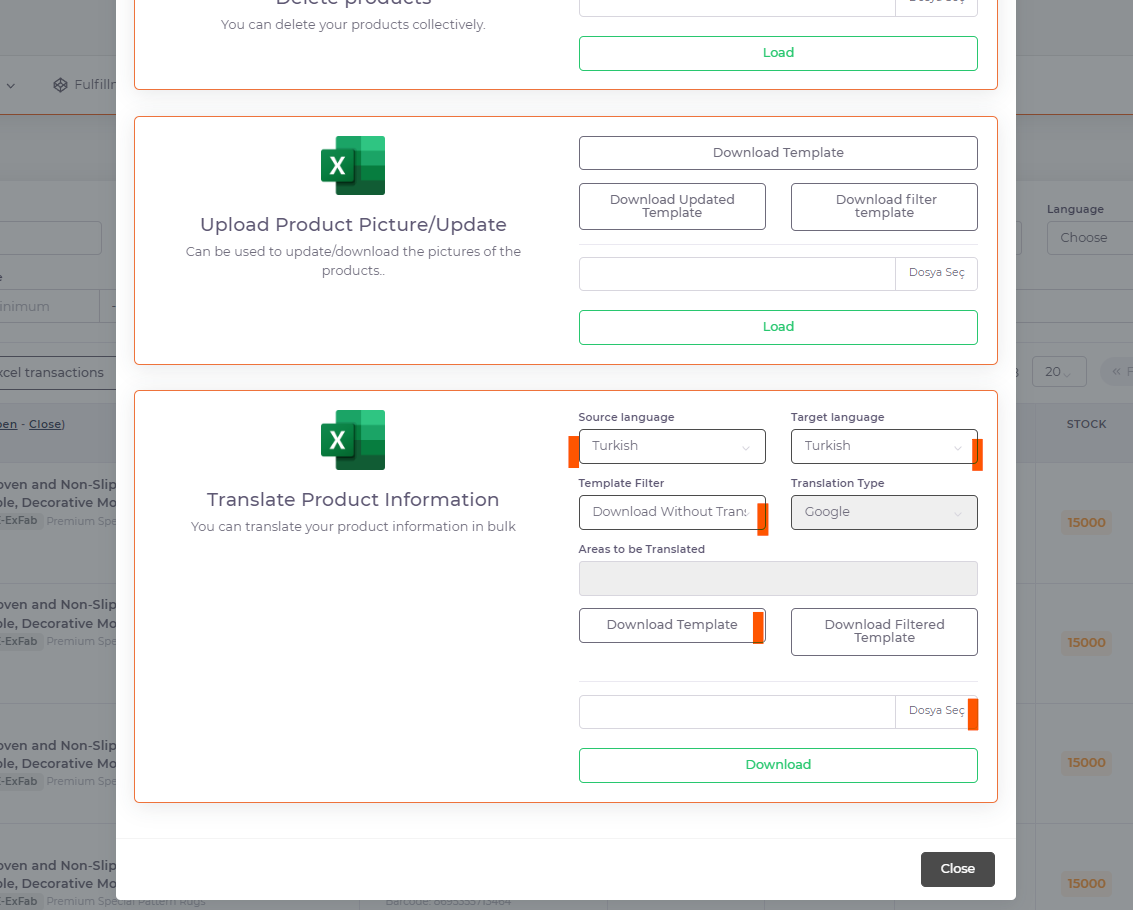 Delete products
You can delete your products collectively.
Dosya Seç
Load
Fulfillm
X
Upload Product Picture/Update
Can be used to update/download the pictures of the
products..
Download Template
Download Updated
Template
Download filter
template
Dosya Seç
Load
Language
Choose
inimum
xcel transactions
20
pen - Close)
STOCK
X
Translate Product Information
You can translate your product information in bulk
Source language
Turkish
Target language
Turkish
Template Filter
Download Without Trans
Translation Type
Google
Areas to be Translated
Download Template
Download Filtered
Template
Dosya Seç
Download
Close
oven and Non-Slip
ple, Decorative Mo
E-ExFab Premium Spe
15000
oven and Non-Slip
ple, Decorative Mo
E-ExFab Premium Spe
15000
oven and Non-Slip
ple, Decorative Mo
E-ExFab Premium Spe
15000
oven and Non-Slip
ple, Decorative Mo
E-ExFab Premium Special Pattern Rugs
15000